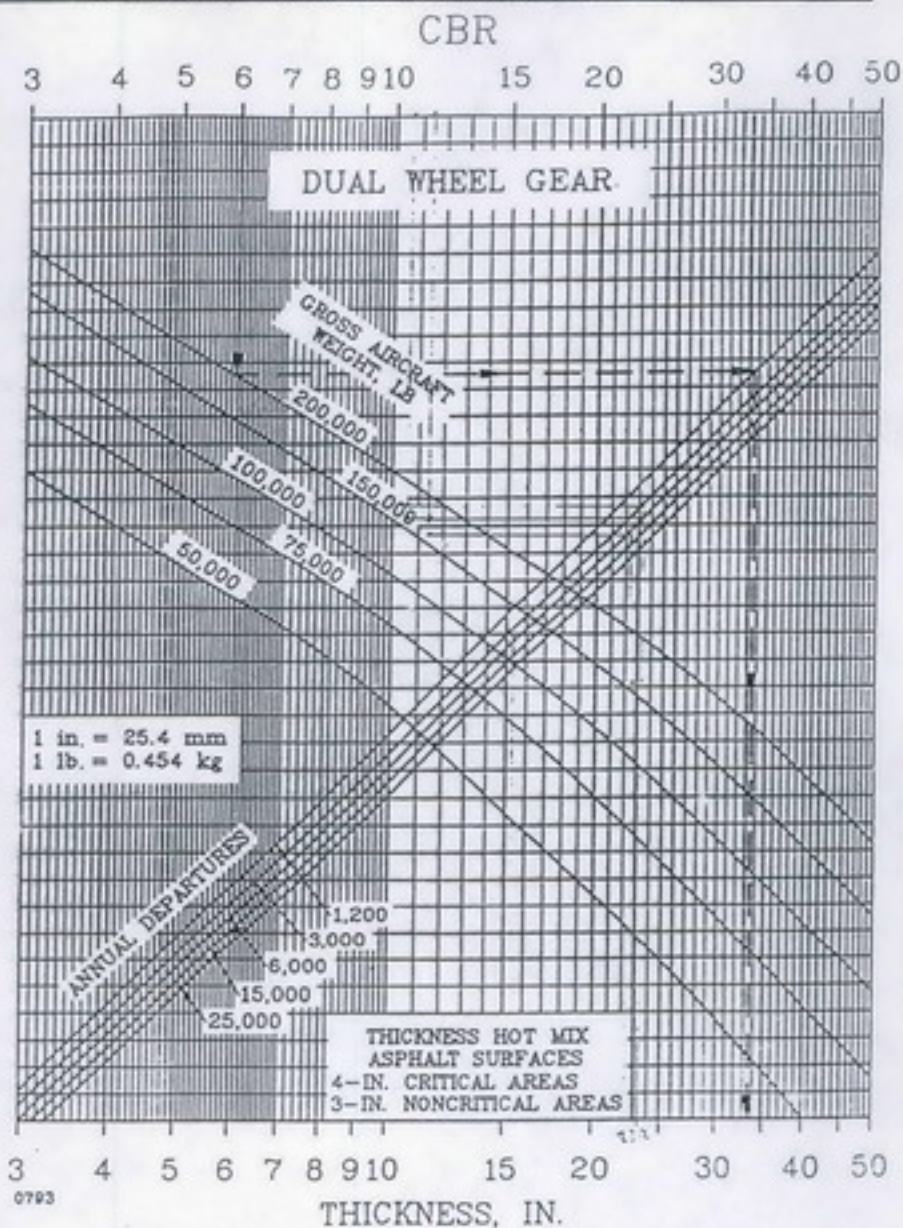 CBR
3 4 5 6 7 8 9 10 15 20 30 40 50
DUAL WHEEL GEAR
GROSS AIRCRAFT
WEIGHT, LB
200,000
150,000
100,000
75,000
50,000
1 in. = 25.4 mm
1 lb. = 0.454 kg
ANNUAL DEPARTURES
1,200
3,000
6,000
15,000
25,000
THICKNESS HOT MIX
ASPHALT SURFACES
4-IN. CRITICAL AREAS
3-IN. NONCRITICAL AREAS
3 4 5 6 7 8 9 10 15 20 30 40 50
0793
THICKNESS, IN.